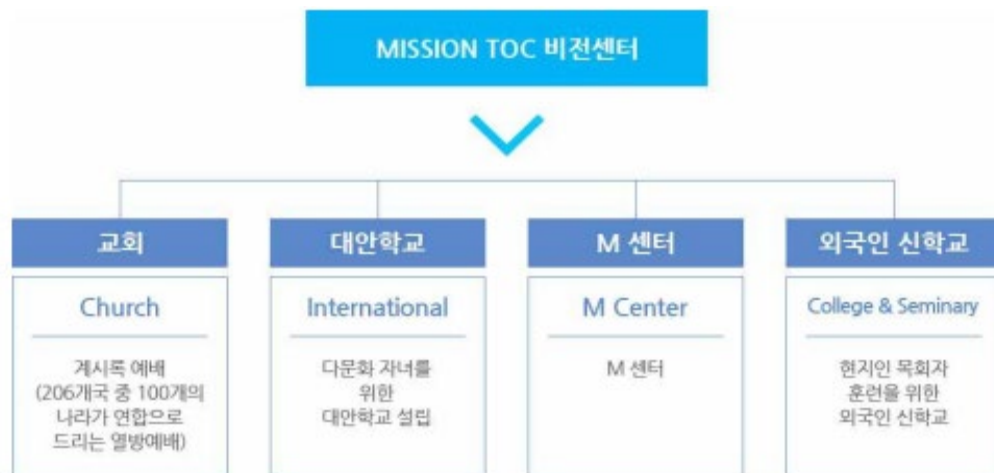 MISSION TOC 비전센터
교회
대안학교
M 센터
외국인 신학교
Church
계시록 예배
(206개국 중 100개의
나라가 연합으로
드리는 열방예배)
International
다문화 자녀를
위한
대안학교 설립
M Center
M 센터
College & Seminary
현지인 목회자
훈련을 위한
외국인 신학교